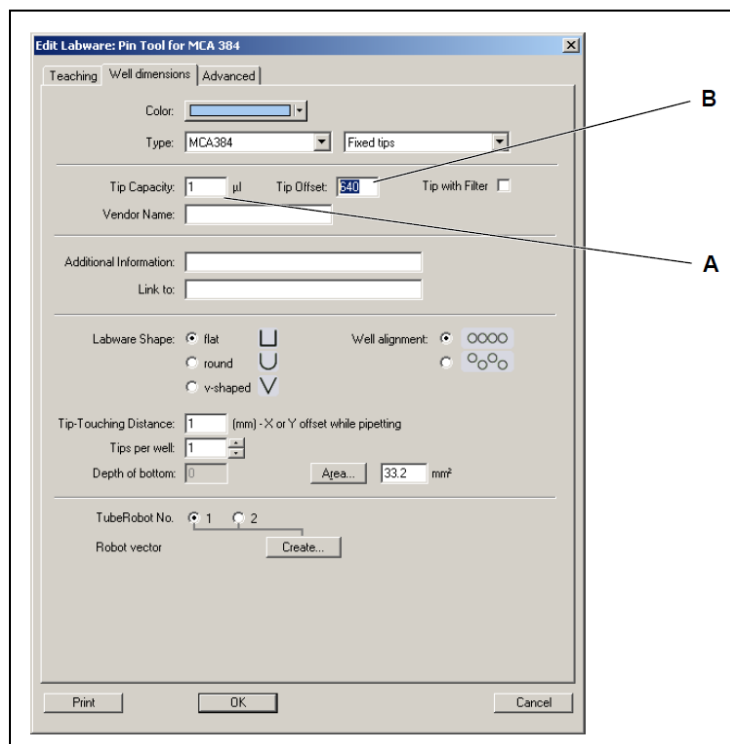 Edit Labware: Pin Tool for MCA 384
Teaching Well dimensions Advanced
Color:
B
Type: MCA384 Fixed tips
Tip Capacity: 1 µl Tip Offset: 640 Tip with Filter
Vendor Name:
Additional Information:
A
Link to:
Labware Shape: flat Well alignment:
round
v-shaped
Tip-Touching Distance: 1 (mm) - X or Y offset while pipetting
Tips per well: 1
Depth of bottom: 0 Area... 33.2 mm²
TubeRobot No. 1 2
Robot vector Create...
Print OK Cancel